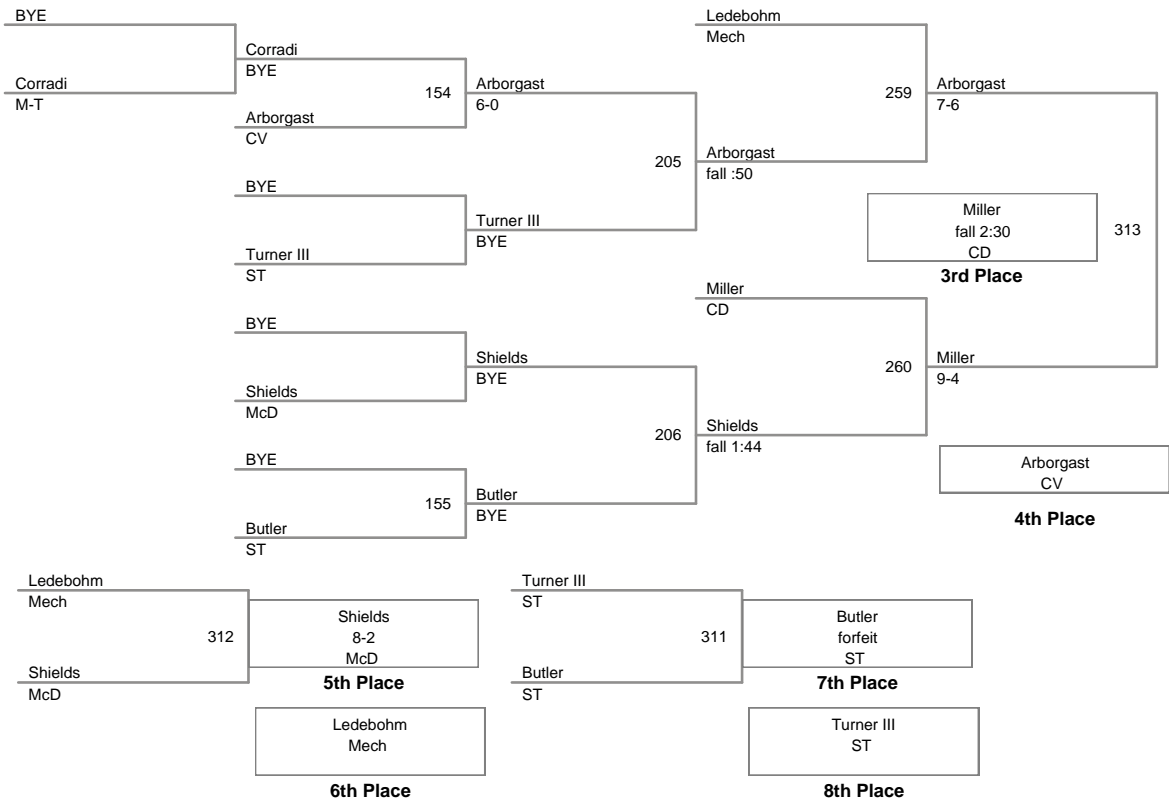 BYE
Corradi
M-T
Corradi
BYE
154
Arborgast
CV
Arborgast
6-0
BYE
Turner III
ST
Turner III
BYE
205
Arborgast
fall :50
Ledebohm
Mech
259
Arborgast
7-6
Miller
fall 2:30
CD
3rd Place
313
BYE
Shields
McD
Shields
BYE
206
BYE
Butler
ST
155
Butler
BYE
Shields
fall 1:44
Miller
CD
260
Miller
9-4
Arborgast
CV
4th Place
Ledebohm
Mech
312
Shields
McD
Shields
8-2
McD
5th Place
Ledebohm
Mech
6th Place
Turner III
ST
311
Butler
ST
Butler
forfeit
ST
7th Place
Turner III
ST
8th Place